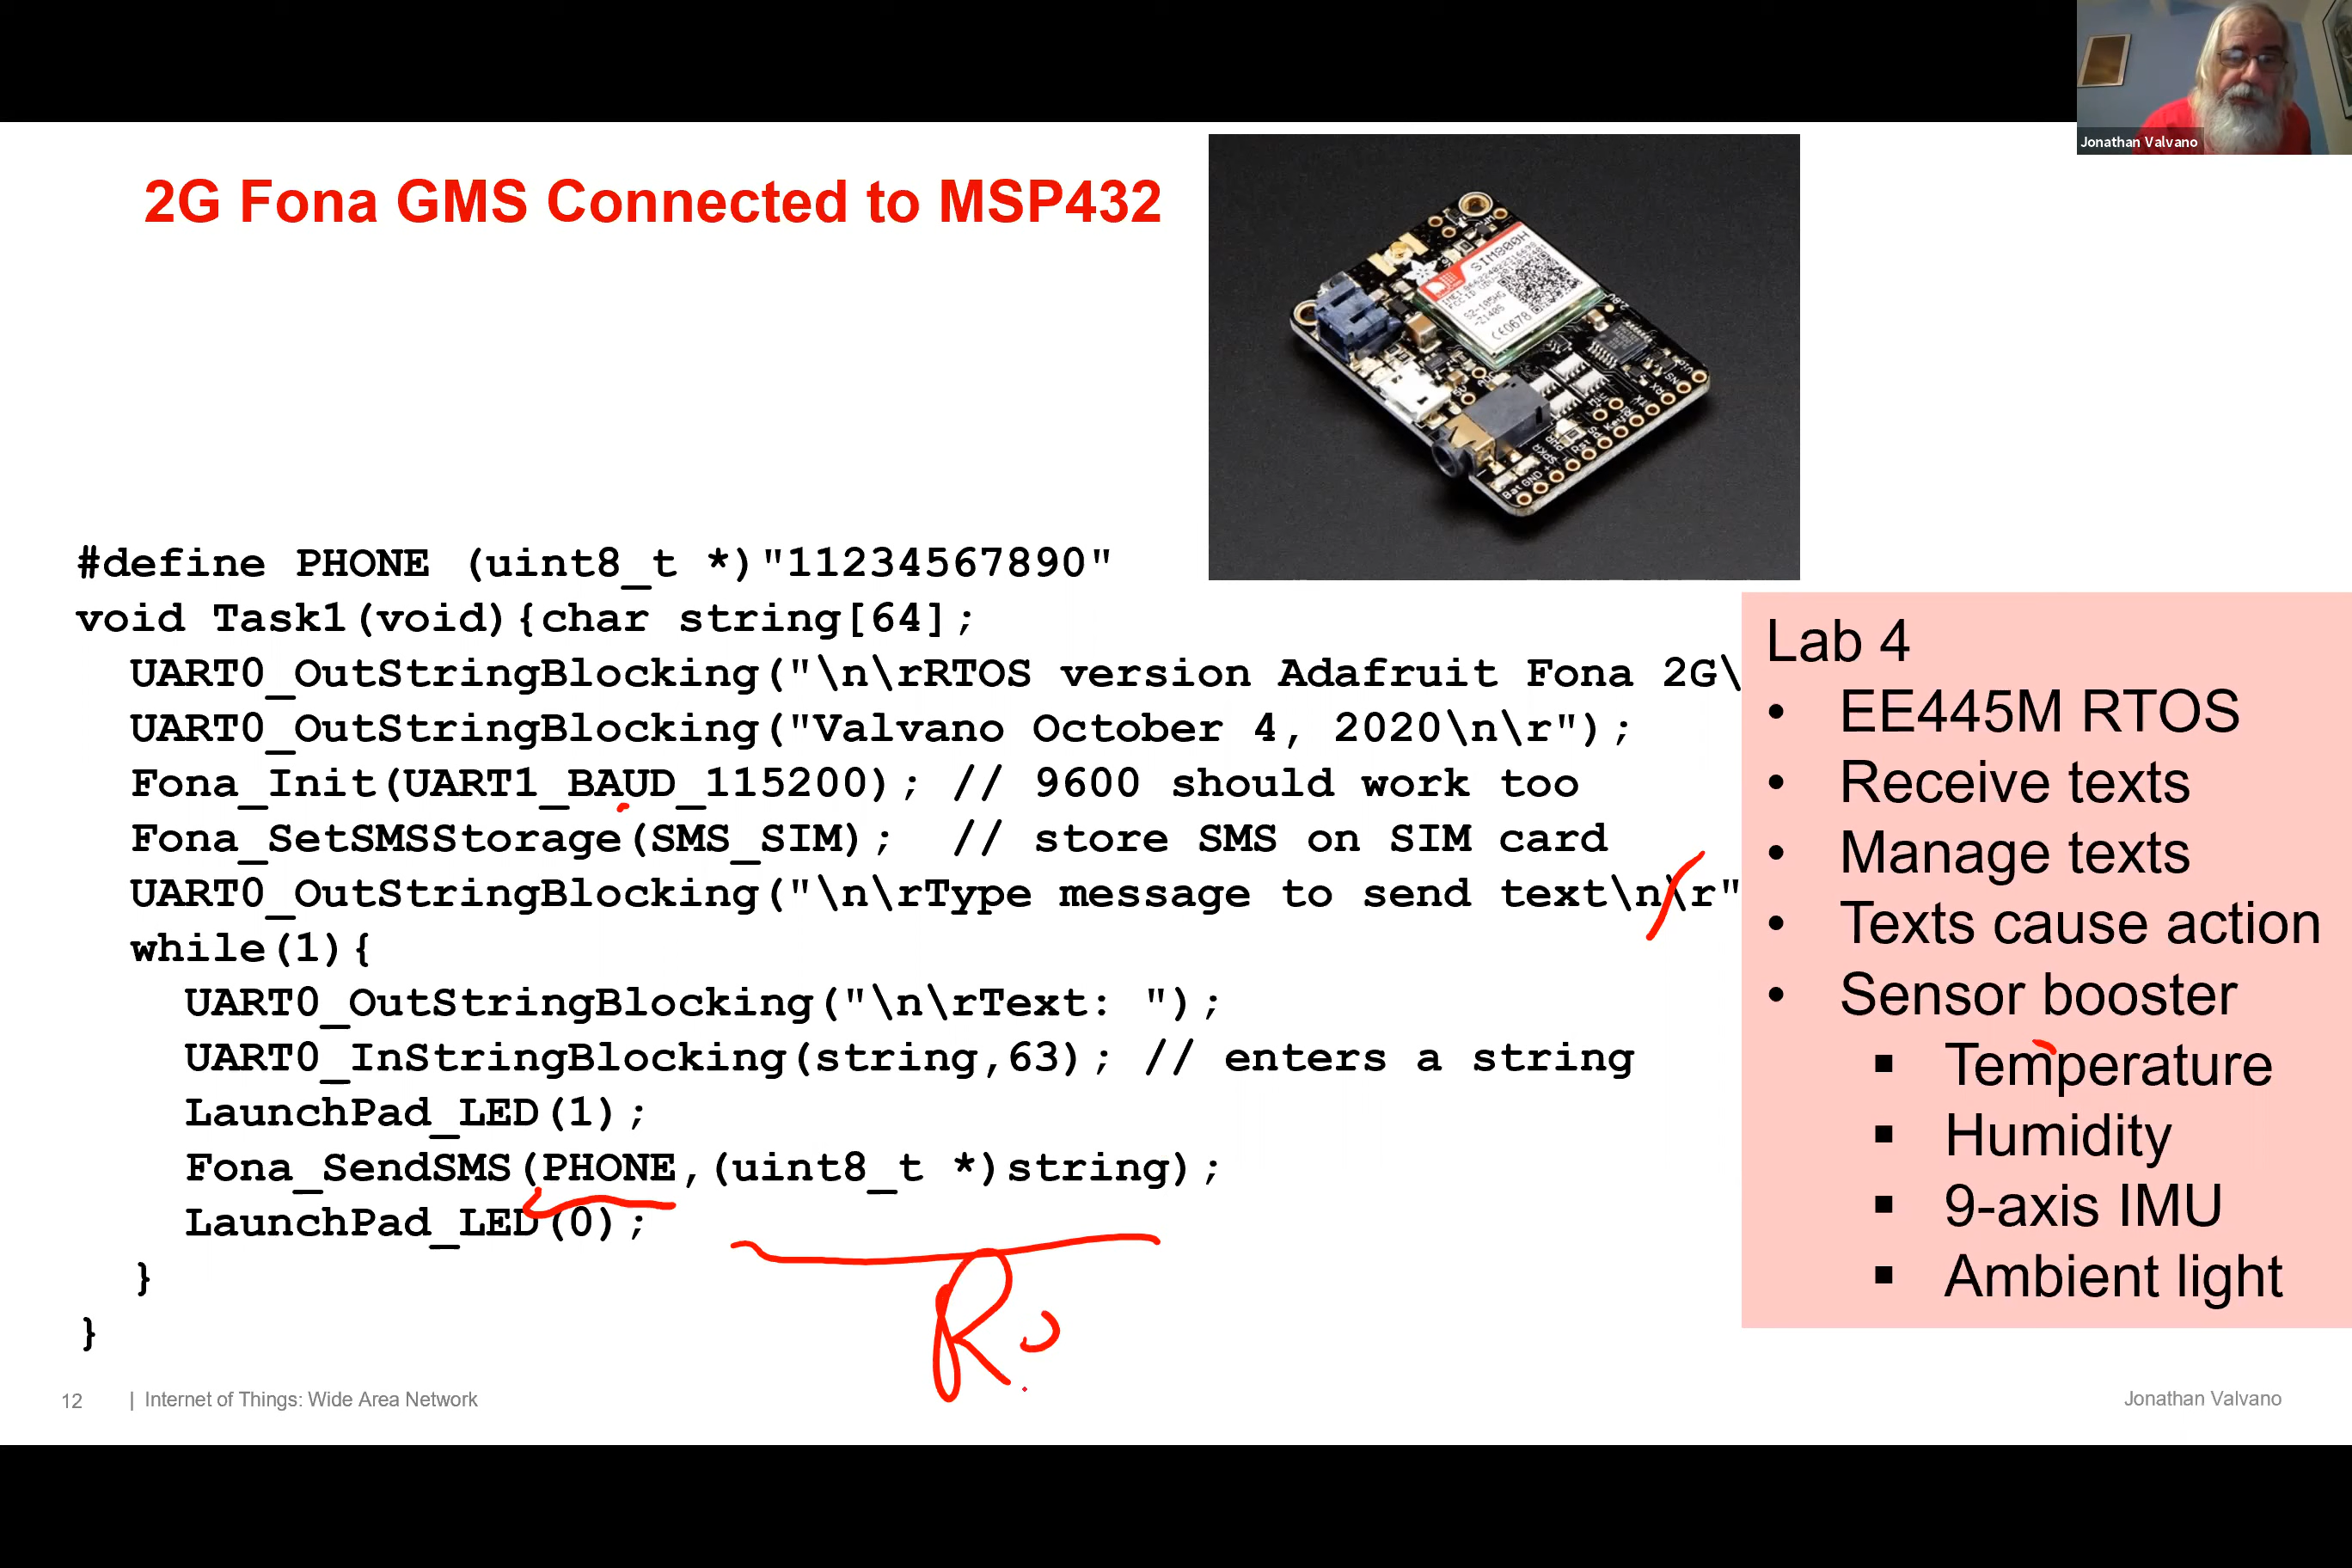 Jonathan Valvano
2G Fona GMS Connected to MSP432
SIM800H
#define PHONE (uint8_t *)"11234567890"
void Task1(void){char string[64];
UART0_OutStringBlocking("\n\rRTOS version Adafruit Fona 2G\
UART0_OutStringBlocking("Valvano October 4, 2020\n\r");
Fona_Init(UART1_BAUD_115200); // 9600 should work too
Fona_SetSMSStorage(SMS_SIM); // store SMS on SIM card
UART0_OutStringBlocking("\n\rType message to send text\n\r"
while(1){
UART0_OutStringBlocking("\n\rText: ");
UART0_InStringBlocking(string,63); // enters a string
LaunchPad_LED(1);
Fona_SendSMS(PHONE,(uint8_t *)string);
LaunchPad_LED(0);
}
}
Lab 4
• EE445M RTOS
• Receive texts
• Manage texts
• Texts cause action
• Sensor booster
▪ Temperature
▪ Humidity
▪ 9-axis IMU
▪ Ambient light
R
12 | Internet of Things: Wide Area Network
Jonathan Valvano